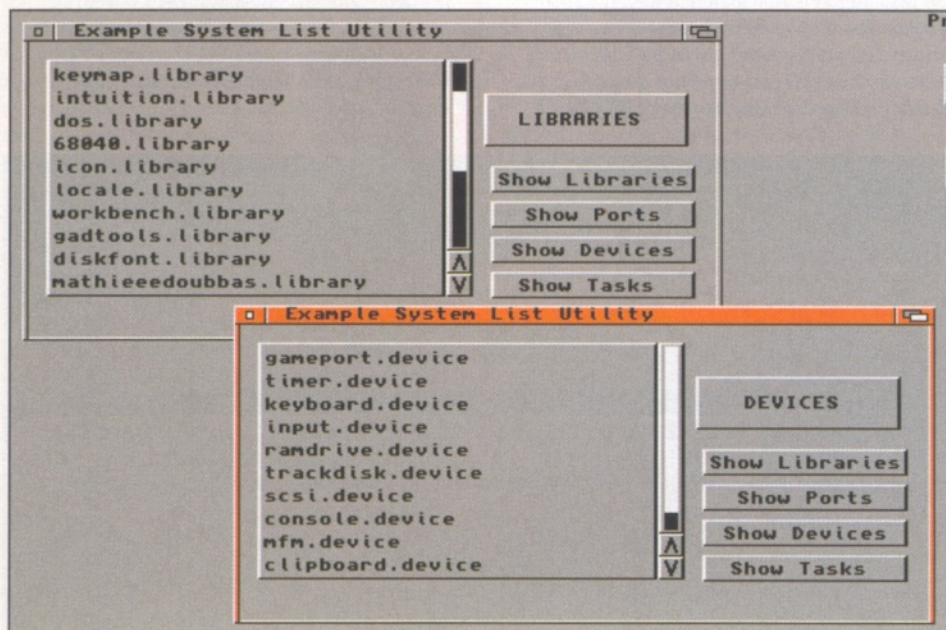 Example System List Utility
keymap.library
intuition.library
dos.library
68040.library
icon.library
locale.library
workbench.library
gadtools.library
diskfont.library
mathieeedoubbas.library
LIBRARIES
Show Libraries
Show Ports
Show Devices
Show Tasks
Example System List Utility
gameport.device
timer.device
keyboard.device
input.device
ramdrive.device
trackdisk.device
scsi.device
console.device
mfm.device
clipboard.device
DEVICES
Show Libraries
Show Ports
Show Devices
Show Tasks